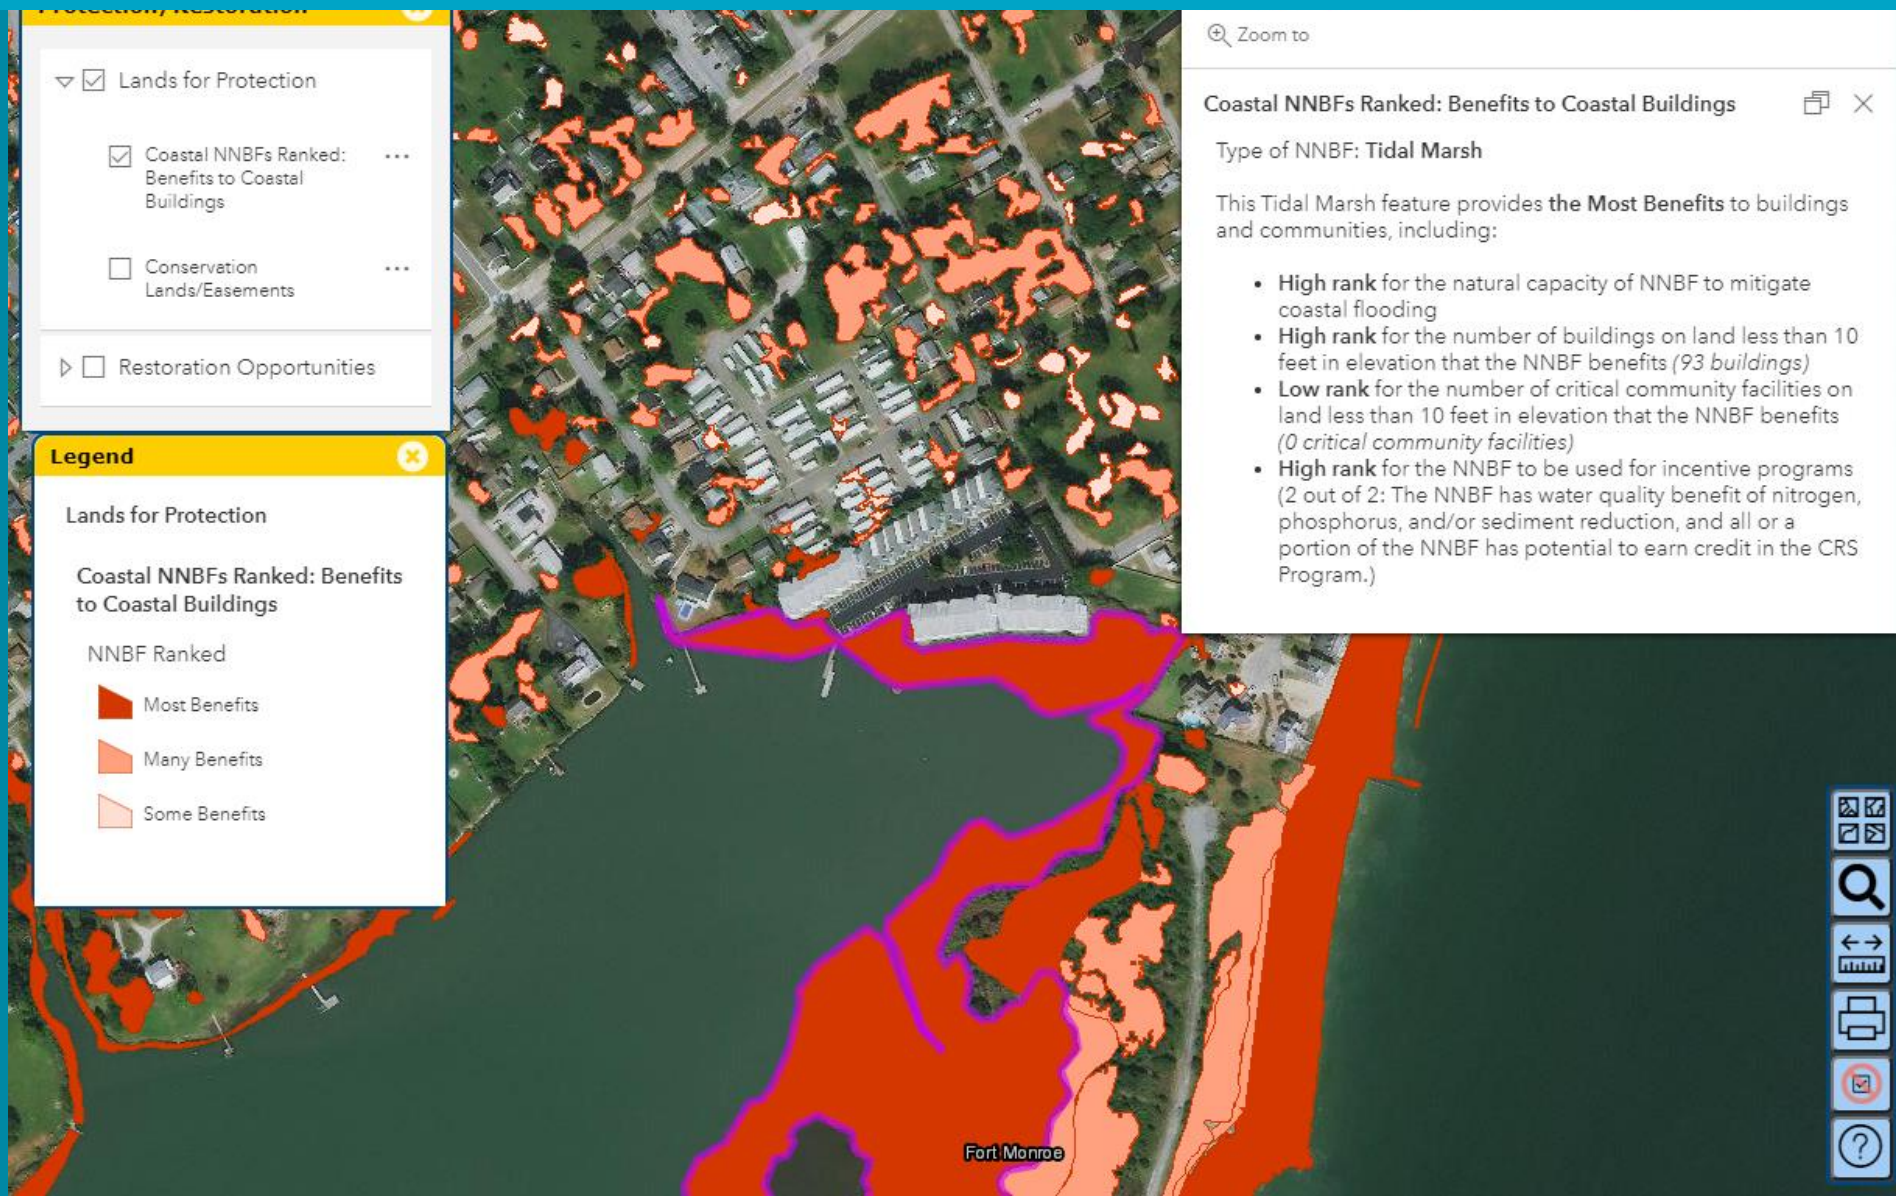 Protection/Restoration
Lands for Protection
Coastal NNBFs Ranked:
Benefits to Coastal
Buildings
Conservation
Lands/Easements
Restoration Opportunities
Legend
Lands for Protection
Coastal NNBFs Ranked: Benefits
to Coastal Buildings
NNBF Ranked
Most Benefits
Many Benefits
Some Benefits
Zoom to
Coastal NNBFs Ranked: Benefits to Coastal Buildings
Type of NNBF: Tidal Marsh
This Tidal Marsh feature provides the Most Benefits to buildings
and communities, including:
• High rank for the natural capacity of NNBF to mitigate
coastal flooding
• High rank for the number of buildings on land less than 10
feet in elevation that the NNBF benefits (93 buildings)
• Low rank for the number of critical community facilities on
land less than 10 feet in elevation that the NNBF benefits
(0 critical community facilities)
• High rank for the NNBF to be used for incentive programs
(2 out of 2: The NNBF has water quality benefit of nitrogen,
phosphorus, and/or sediment reduction, and all or a
portion of the NNBF has potential to earn credit in the CRS
Program.)
Fort Monroe